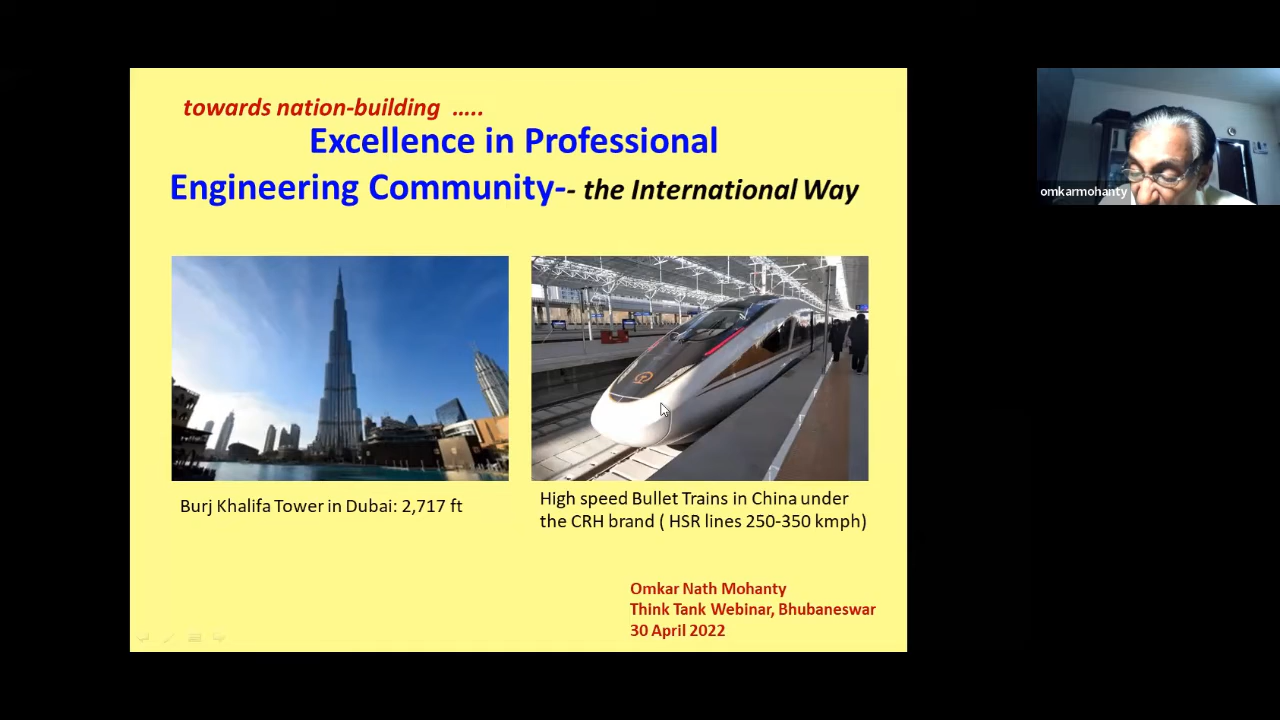 towards nation-building …..
Excellence in Professional
Engineering Community-- the International Way
Burj Khalifa Tower in Dubai: 2,717 ft
High speed Bullet Trains in China under
the CRH brand ( HSR lines 250-350 kmph)
Omkar Nath Mohanty
Think Tank Webinar, Bhubaneswar
30 April 2022
omkarmohanty